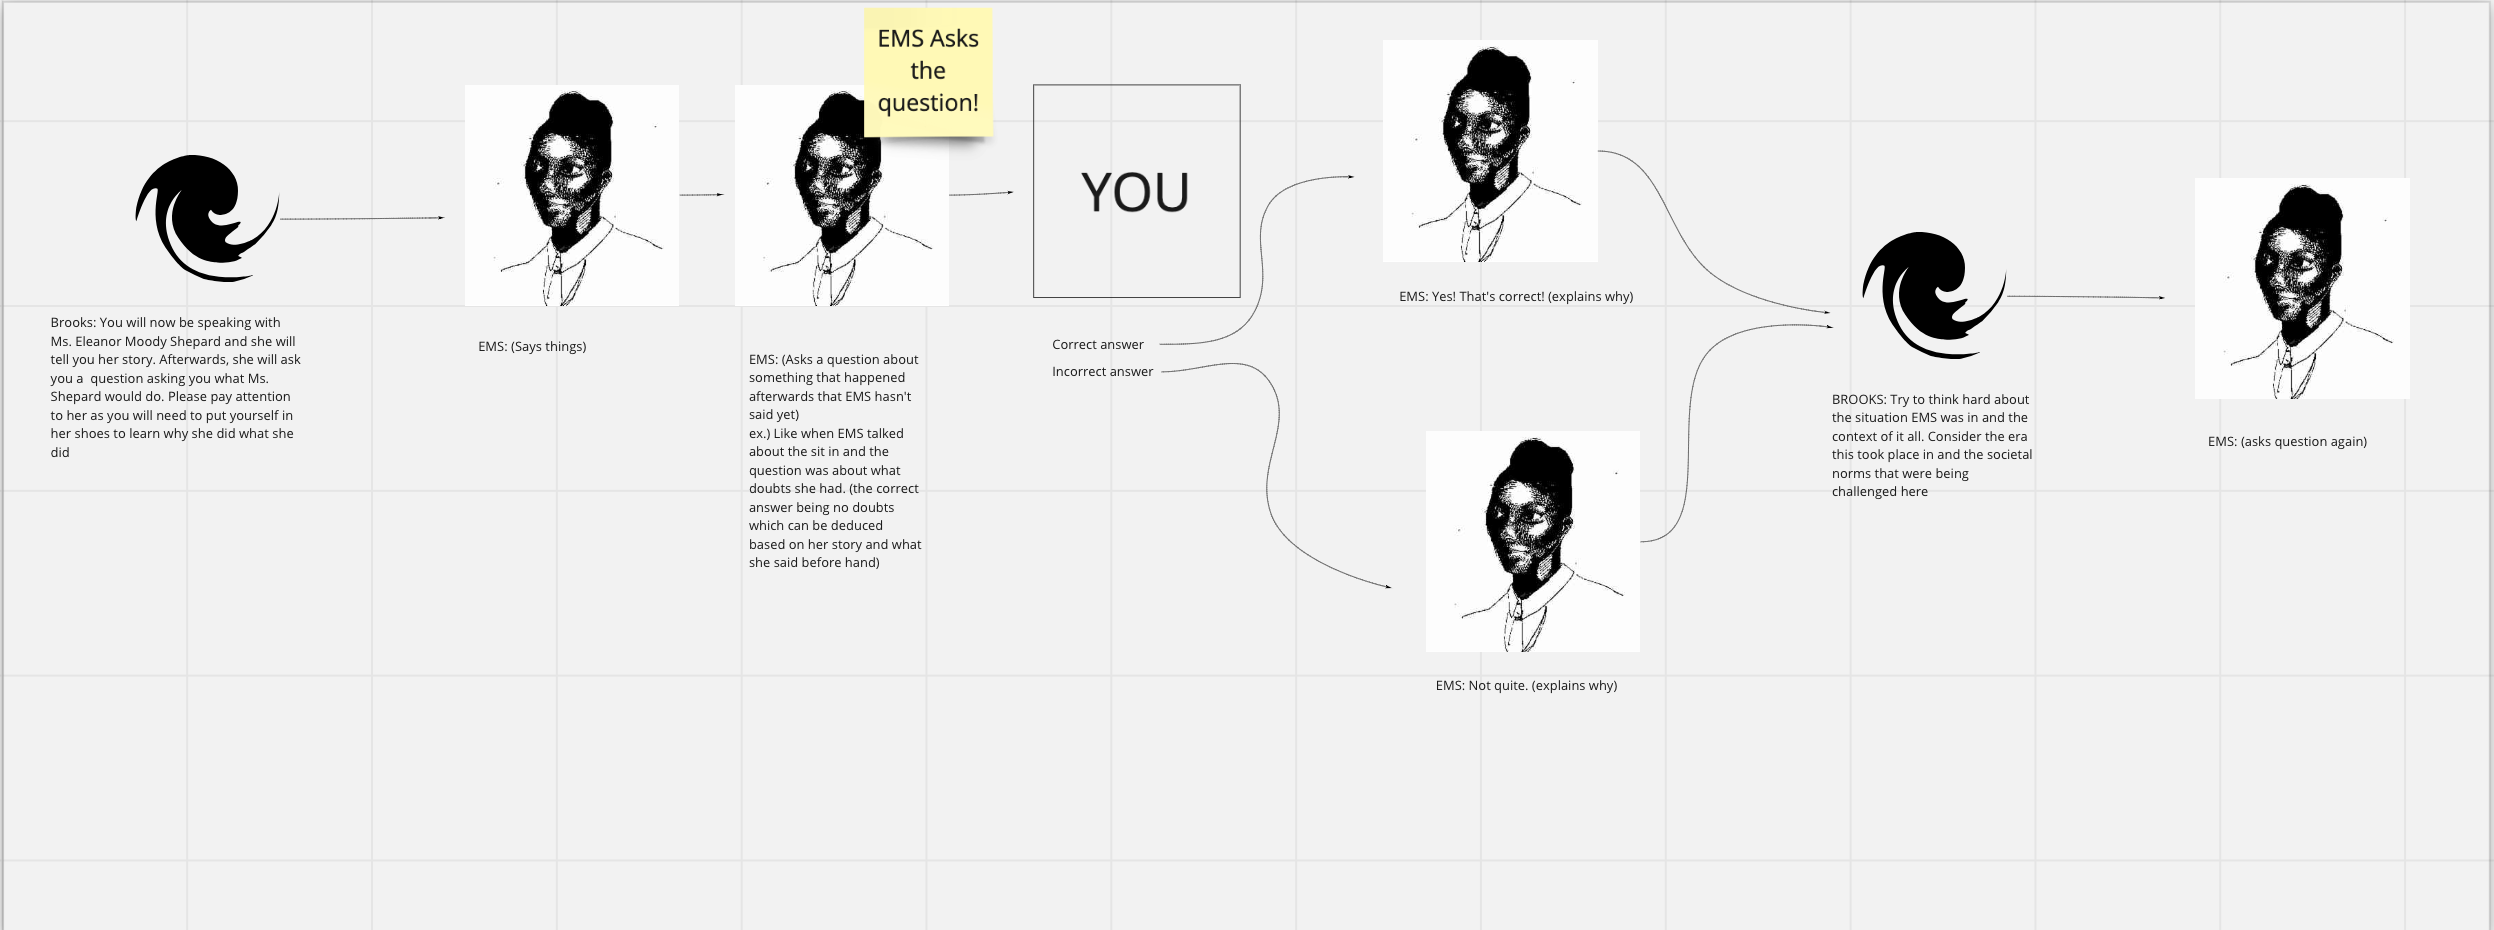 EMS Asks
the
question!
YOU
Brooks: You will now be speaking with
Ms. Eleanor Moody Shepard and she will
tell you her story. Afterwards, she will ask
you a  question asking you what Ms.
Shepard would do. Please pay attention
to her as you will need to put yourself in
her shoes to learn why she did what she
did
EMS: (Says things)
EMS: (Asks a question about
something that happened
afterwards that EMS hasn't
said yet)
ex.) Like when EMS talked
about the sit in and the
question was about what
doubts she had. (the correct
answer being no doubts
which can be deduced
based on her story and what
she said before hand)
Correct answer
Incorrect answer
EMS: Yes! That's correct! (explains why)
EMS: Not quite. (explains why)
BROOKS: Try to think hard about
the situation EMS was in and the
context of it all. Consider the era
this took place in and the societal
norms that were being
challenged here
EMS: (asks question again)